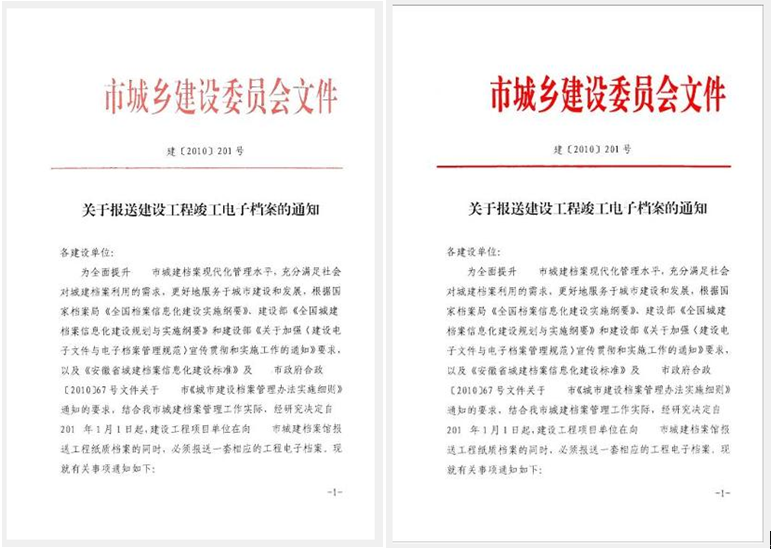 市城乡建设委员会文件
建〔2010〕201号
关于报送建设工程竣工电子档案的通知
各建设单位:
为全面提升 市城建档案现代化管理水平,充分满足社会
对城建档案利用的需求,更好地服务于城市建设和发展,根据国
家档案局《全国档案信息化建设实施纲要》、建设部《全国城建
档案信息化建设规划与实施纲要》和建设部《关于加强〈建设电
子文件与电子档案管理规范〉宣传贯彻和实施工作的通知》要求,
以及《安徽省城建档案信息化建设标准》及 市政府合政
〔2010〕67号文件关于 市《城市建设档案管理办法实施细则》
通知的要求,结合我市城建档案管理工作实际,经研究决定自
201 年1月1日起,建设工程项目单位在向 市城建档案馆报
送工程纸质档案的同时,必须报送一套相应的工程电子档案。现
就有关事项通知如下:
-1-
市城乡建设委员会文件
建〔2010〕201号
关于报送建设工程竣工电子档案的通知
各建设单位:
为全面提升 市城建档案现代化管理水平,充分满足社会
对城建档案利用的需求,更好地服务于城市建设和发展,根据国
家档案局《全国档案信息化建设实施纲要》、建设部《全国城建
档案信息化建设规划与实施纲要》和建设部《关于加强〈建设电
子文件与电子档案管理规范〉宣传贯彻和实施工作的通知》要求,
以及《安徽省城建档案信息化建设标准》及 市政府合政
〔2010〕67号文件关于 市《城市建设档案管理办法实施细则》
通知的要求,结合我市城建档案管理工作实际,经研究决定自
201 年1月1日起,建设工程项目单位在向 市城建档案馆报
送工程纸质档案的同时,必须报送一套相应的工程电子档案。现
就有关事项通知如下:
-1-